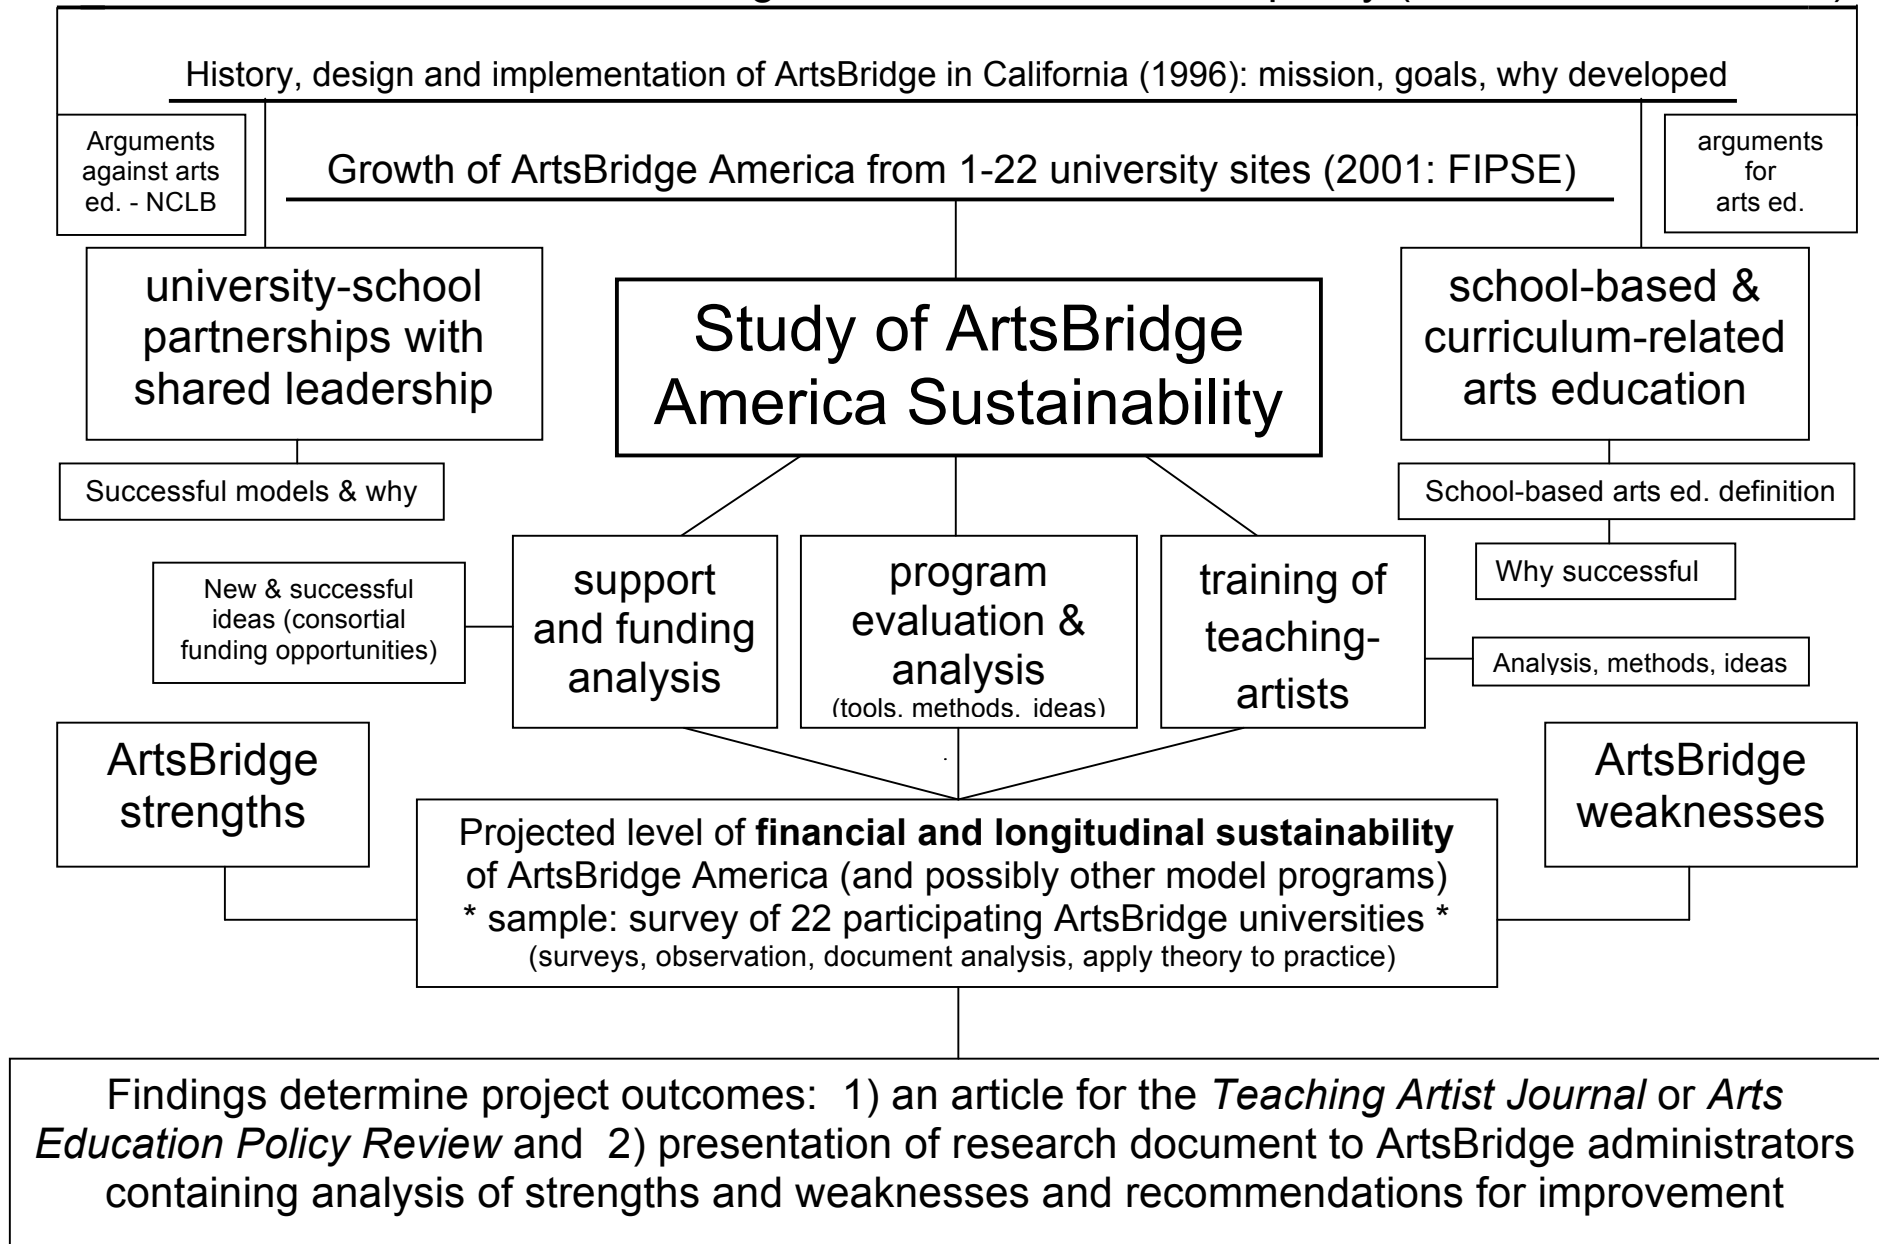 History, design and implementation of ArtsBridge in California (1996): mission, goals, why developed
Arguments
against arts
ed. - NCLB
Growth of ArtsBridge America from 1-22 university sites (2001: FIPSE)
arguments
for
arts ed.
university-school
partnerships with
shared leadership
Study of ArtsBridge
America Sustainability
school-based &
curriculum-related
arts education
Successful models & why
School-based arts ed. definition
Why successful
New & successful
ideas (consortial
funding opportunities)
support
and funding
analysis
program
evaluation &
analysis
(tools, methods, ideas)
training of
teaching-
artists
Analysis, methods, ideas
ArtsBridge
strengths
ArtsBridge
weaknesses
Projected level of financial and longitudinal sustainability
of ArtsBridge America (and possibly other model programs)
* sample: survey of 22 participating ArtsBridge universities *
(surveys, observation, document analysis, apply theory to practice)
Findings determine project outcomes: 1) an article for the Teaching Artist Journal or Arts
Education Policy Review and 2) presentation of research document to ArtsBridge administrators
containing analysis of strengths and weaknesses and recommendations for improvement